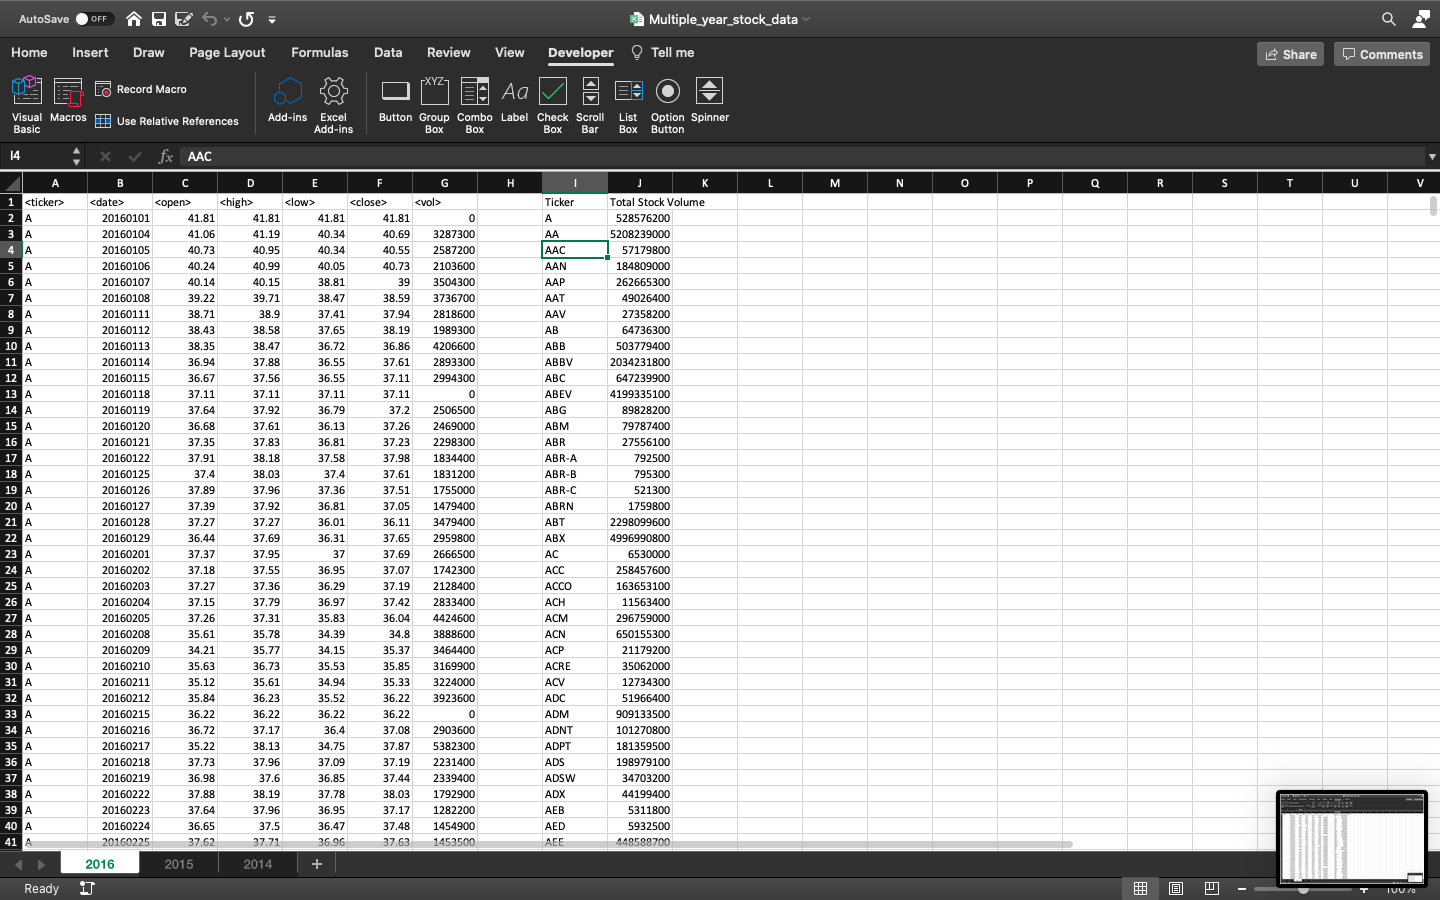 AutoSave OFF Multiple_year_stock_data
Home Insert Draw Page Layout Formulas Data Review View Developer Tell me Share Comments
Visual Basic Macros Record Macro Use Relative References Add-ins Excel Add-ins Button Group Box Combo Box Label Check Box Scroll Bar List Box Option Button Spinner
I4 fx AAC
A B C D E F G H I J K L M N O P Q R S T U V
1 <ticker> <date> <open> <high> <low> <close> <vol> Ticker Total Stock Volume
2 A 20160101 41.81 41.81 41.81 41.81 0 A 528576200
3 A 20160104 41.06 41.19 40.34 40.69 3287300 AA 5208239000
4 A 20160105 40.73 40.95 40.34 40.55 2587200 AAC 57179800
5 A 20160106 40.24 40.99 40.05 40.73 2103600 AAN 184809000
6 A 20160107 40.14 40.15 38.81 39 3504300 AAP 262665300
7 A 20160108 39.22 39.71 38.47 38.59 3736700 AAT 49026400
8 A 20160111 38.71 38.9 37.41 37.94 2818600 AAV 27358200
9 A 20160112 38.43 38.58 37.65 38.19 1989300 AB 64736300
10 A 20160113 38.35 38.47 36.72 36.86 4206600 ABB 503779400
11 A 20160114 36.94 37.88 36.55 37.61 2893300 ABBV 2034231800
12 A 20160115 36.67 37.56 36.55 37.11 2994300 ABC 647239900
13 A 20160118 37.11 37.11 37.11 37.11 0 ABEV 4199335100
14 A 20160119 37.64 37.92 36.79 37.2 2506500 ABG 89828200
15 A 20160120 36.68 37.61 36.13 37.26 2469000 ABM 79787400
16 A 20160121 37.35 37.83 36.81 37.23 2298300 ABR 27556100
17 A 20160122 37.91 38.18 37.58 37.98 1834400 ABR-A 792500
18 A 20160125 37.4 38.03 37.4 37.61 1831200 ABR-B 795300
19 A 20160126 37.89 37.96 37.36 37.51 1755000 ABR-C 521300
20 A 20160127 37.39 37.92 36.81 37.05 1479400 ABRN 1759800
21 A 20160128 37.27 37.27 36.01 36.11 3479400 ABT 2298099600
22 A 20160129 36.44 37.69 36.31 37.65 2959800 ABX 4996990800
23 A 20160201 37.37 37.95 37 37.69 2666500 AC 6530000
24 A 20160202 37.18 37.55 36.95 37.07 1742300 ACC 258457600
25 A 20160203 37.27 37.36 36.29 37.19 2128400 ACCO 163653100
26 A 20160204 37.15 37.79 36.97 37.42 2833400 ACH 11563400
27 A 20160205 37.26 37.31 35.83 36.04 4424600 ACM 296759000
28 A 20160208 35.61 35.78 34.39 34.8 3888600 ACN 650155300
29 A 20160209 34.21 35.77 34.15 35.37 3464400 ACP 21179200
30 A 20160210 35.63 36.73 35.53 35.85 3169900 ACRE 35062000
31 A 20160211 35.12 35.61 34.94 35.33 3224000 ACV 12734300
32 A 20160212 35.84 36.23 35.52 36.22 3923600 ADC 51966400
33 A 20160215 36.22 36.22 36.22 36.22 0 ADM 909133500
34 A 20160216 36.72 37.17 36.4 37.08 2903600 ADNT 101270800
35 A 20160217 35.22 38.13 34.75 37.87 5382300 ADPT 181359500
36 A 20160218 37.73 37.96 37.09 37.19 2231400 ADS 198979100
37 A 20160219 36.98 37.6 36.85 37.44 2339400 ADSW 34703200
38 A 20160222 37.88 38.19 37.78 38.03 1792900 ADX 44199400
39 A 20160223 37.64 37.96 36.95 37.17 1282200 AEB 5311800
40 A 20160224 36.65 37.5 36.47 37.48 1454900 AED 5932500
41 A 20160225 37.62 37.71 36.96 37.63 1453500 AEE 448588700
2016 2015 2014 +
Ready 100%